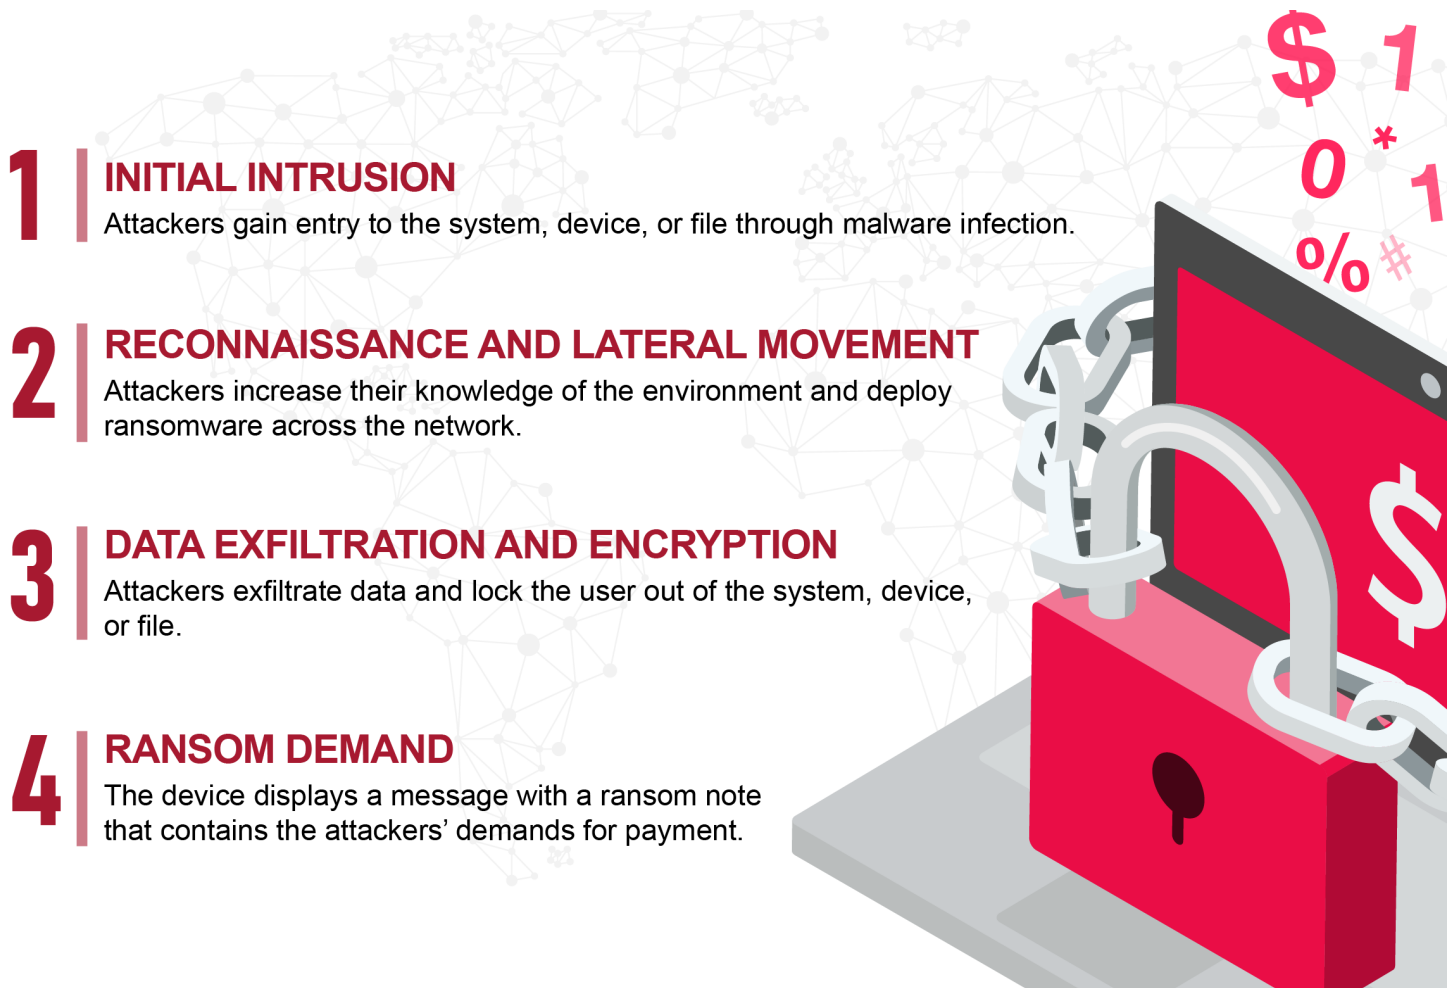 1
INITIAL INTRUSION
Attackers gain entry to the system, device, or file through malware infection.
2
RECONNAISSANCE AND LATERAL MOVEMENT
Attackers increase their knowledge of the environment and deploy
ransomware across the network.
3
DATA EXFILTRATION AND ENCRYPTION
Attackers exfiltrate data and lock the user out of the system, device,
or file.
4
RANSOM DEMAND
The device displays a message with a ransom note
that contains the attackers’ demands for payment.
$ 1
0 * 1
% #
$